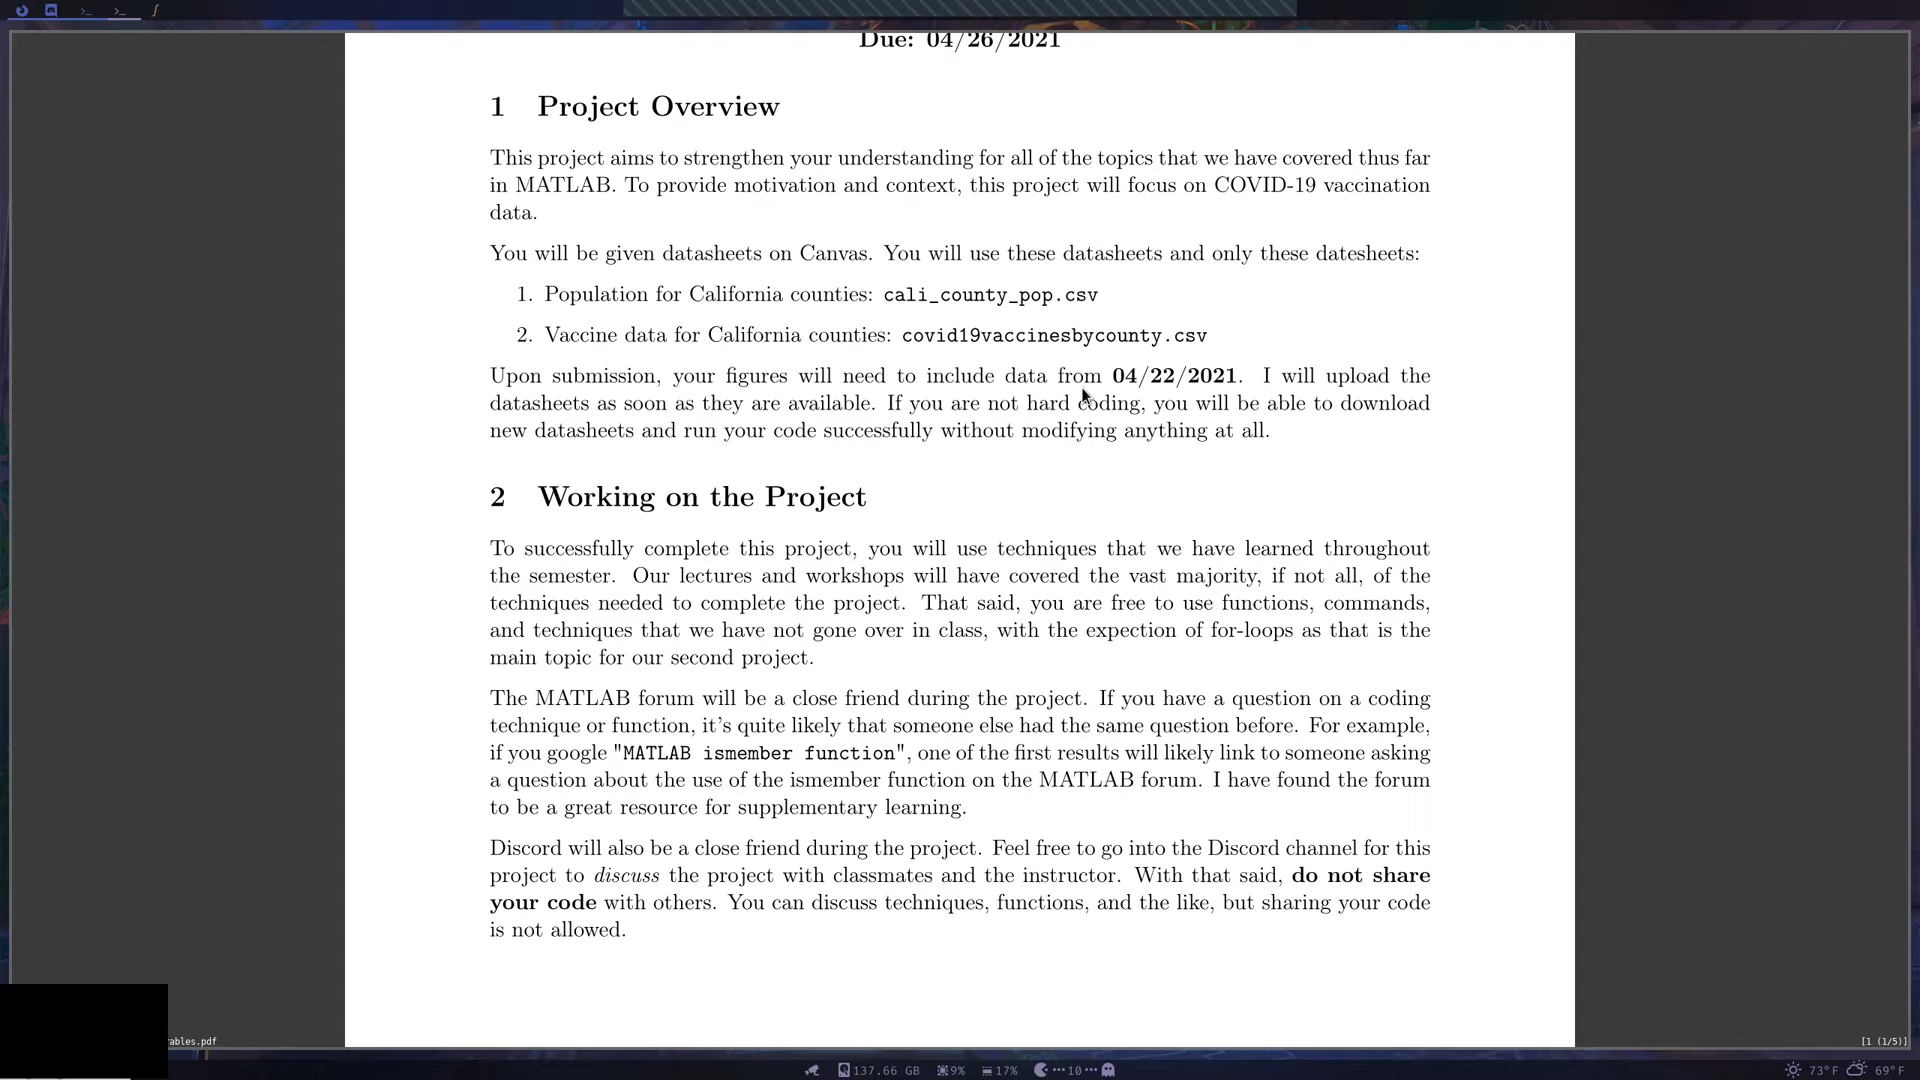 Due: 04/26/2021
1 Project Overview
This project aims to strengthen your understanding for all of the topics that we have covered thus far
in MATLAB. To provide motivation and context, this project will focus on COVID-19 vaccination
data.
You will be given datasheets on Canvas. You will use these datasheets and only these datesheets:
1. Population for California counties: cali_county_pop.csv
2. Vaccine data for California counties: covid19vaccinesbycounty.csv
Upon submission, your figures will need to include data from 04/22/2021. I will upload the
datasheets as soon as they are available. If you are not hard coding, you will be able to download
new datasheets and run your code successfully without modifying anything at all.
2 Working on the Project
To successfully complete this project, you will use techniques that we have learned throughout
the semester. Our lectures and workshops will have covered the vast majority, if not all, of the
techniques needed to complete the project. That said, you are free to use functions, commands,
and techniques that we have not gone over in class, with the expection of for-loops as that is the
main topic for our second project.
The MATLAB forum will be a close friend during the project. If you have a question on a coding
technique or function, it's quite likely that someone else had the same question before. For example,
if you google "MATLAB ismember function", one of the first results will likely link to someone asking
a question about the use of the ismember function on the MATLAB forum. I have found the forum
to be a great resource for supplementary learning.
Discord will also be a close friend during the project. Feel free to go into the Discord channel for this
project to discuss the project with classmates and the instructor. With that said, do not share
your code with others. You can discuss techniques, functions, and the like, but sharing your code
is not allowed.
rables.pdf
[1 (1/5)]
137.66 GB 9% 17% 10 73°F 69°F